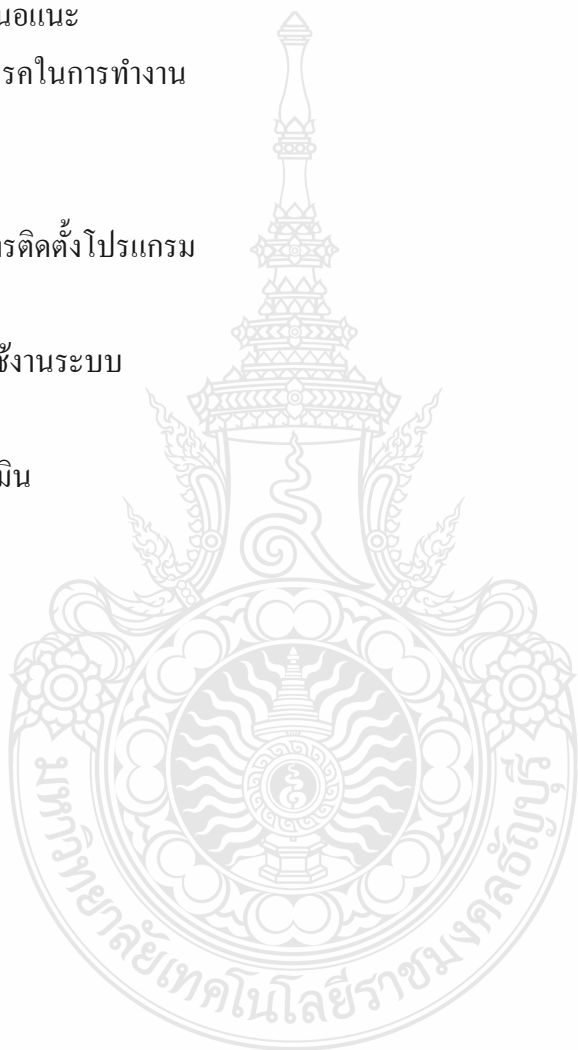 นอแนะ
รคในการทำงาน
รติดตั้งโปรแกรม
ช้งานระบบ
มิน
มหาวิทยาลัยเทคโนโลยีราชมงคลธัญบุรี